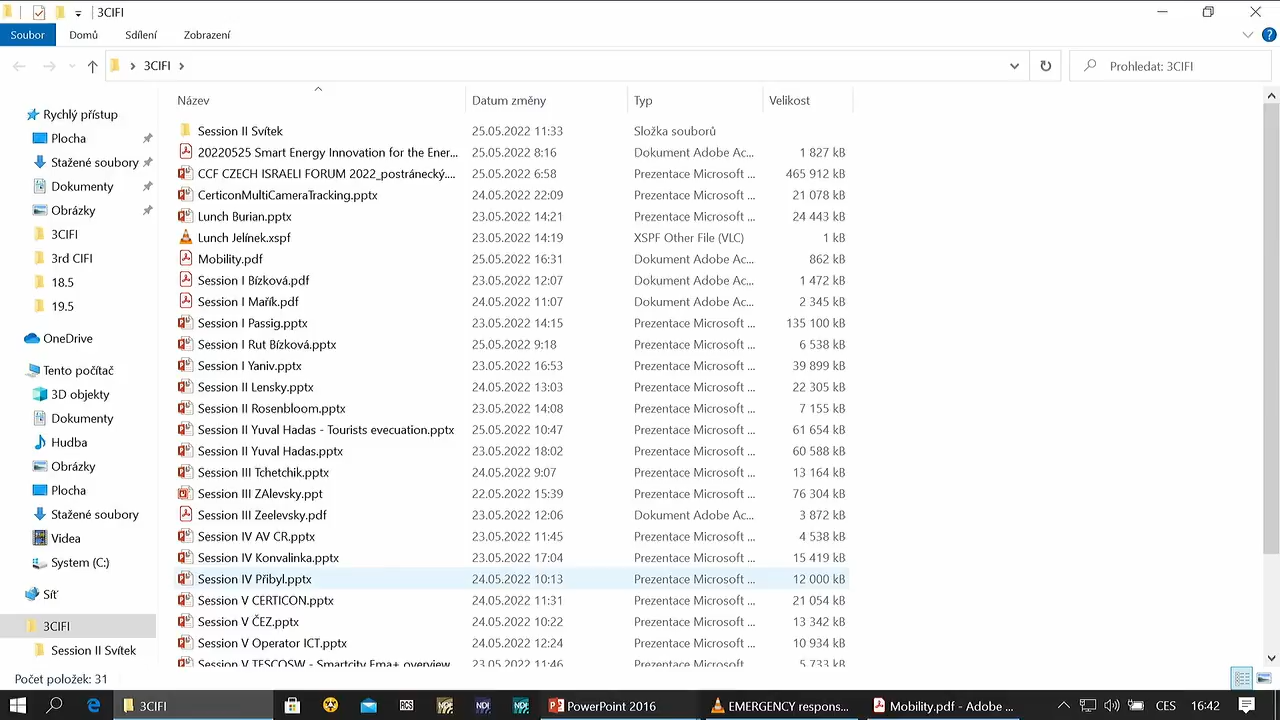 3CIFI
Soubor Domů Sdílení Zobrazení
3CIFI
Prohledat: 3CIFI
Název Datum změny Typ Velikost
Rychlý přístup
Plocha
Stažené soubory
Dokumenty
Obrázky
3CIFI
3rd CIFI
18.5
19.5
OneDrive
Tento počítač
3D objekty
Dokumenty
Hudba
Obrázky
Plocha
Stažené soubory
Videa
System (C:)
Síť
3CIFI
Session II Svítek
Session II Svítek 25.05.2022 11:33 Složka souborů
20220525 Smart Energy Innovation for the Ener... 25.05.2022 8:16 Dokument Adobe Ac... 1 827 kB
CCF CZECH ISRAELI FORUM 2022_postránecký.... 25.05.2022 6:58 Prezentace Microsoft ... 465 912 kB
CerticonMultiCameraTracking.pptx 24.05.2022 22:09 Prezentace Microsoft ... 21 078 kB
Lunch Burian.pptx 23.05.2022 14:21 Prezentace Microsoft ... 24 443 kB
Lunch Jelínek.xspf 23.05.2022 14:19 XSPF Other File (VLC) 1 kB
Mobility.pdf 25.05.2022 16:31 Dokument Adobe Ac... 862 kB
Session I Bízková.pdf 23.05.2022 12:07 Dokument Adobe Ac... 1 472 kB
Session I Mařík.pdf 24.05.2022 11:07 Dokument Adobe Ac... 2 345 kB
Session I Passig.pptx 23.05.2022 14:15 Prezentace Microsoft ... 135 100 kB
Session I Rut Bízková.pptx 25.05.2022 9:18 Prezentace Microsoft ... 6 538 kB
Session I Yaniv.pptx 23.05.2022 16:53 Prezentace Microsoft ... 39 899 kB
Session II Lensky.pptx 24.05.2022 13:03 Prezentace Microsoft ... 22 305 kB
Session II Rosenbloom.pptx 23.05.2022 14:08 Prezentace Microsoft ... 7 155 kB
Session II Yuval Hadas - Tourists evecuation.pptx 25.05.2022 10:47 Prezentace Microsoft ... 61 654 kB
Session II Yuval Hadas.pptx 23.05.2022 18:02 Prezentace Microsoft ... 60 588 kB
Session III Tchetchik.pptx 24.05.2022 9:07 Prezentace Microsoft ... 13 164 kB
Session III ZAlevsky.ppt 22.05.2022 15:39 Prezentace Microsoft ... 76 304 kB
Session III Zeelevsky.pdf 23.05.2022 12:06 Dokument Adobe Ac... 3 872 kB
Session IV AV CR.pptx 23.05.2022 11:45 Prezentace Microsoft ... 4 538 kB
Session IV Konvalinka.pptx 23.05.2022 17:04 Prezentace Microsoft ... 15 419 kB
Session IV Přibyl.pptx 24.05.2022 10:13 Prezentace Microsoft ... 12 000 kB
Session V CERTICON.pptx 24.05.2022 11:31 Prezentace Microsoft ... 21 054 kB
Session V ČEZ.pptx 24.05.2022 10:22 Prezentace Microsoft ... 13 342 kB
Session V Operator ICT.pptx 24.05.2022 12:24 Prezentace Microsoft ... 10 934 kB
Session V TESCOSW - Smartcity Ema+ overview 23.05.2022 11:46 Prezentace Microsoft ... 5 733 kB
Počet položek: 31
3CIFI PowerPoint 2016 EMERGENCY respons... Mobility.pdf - Adobe ... CES 16:42